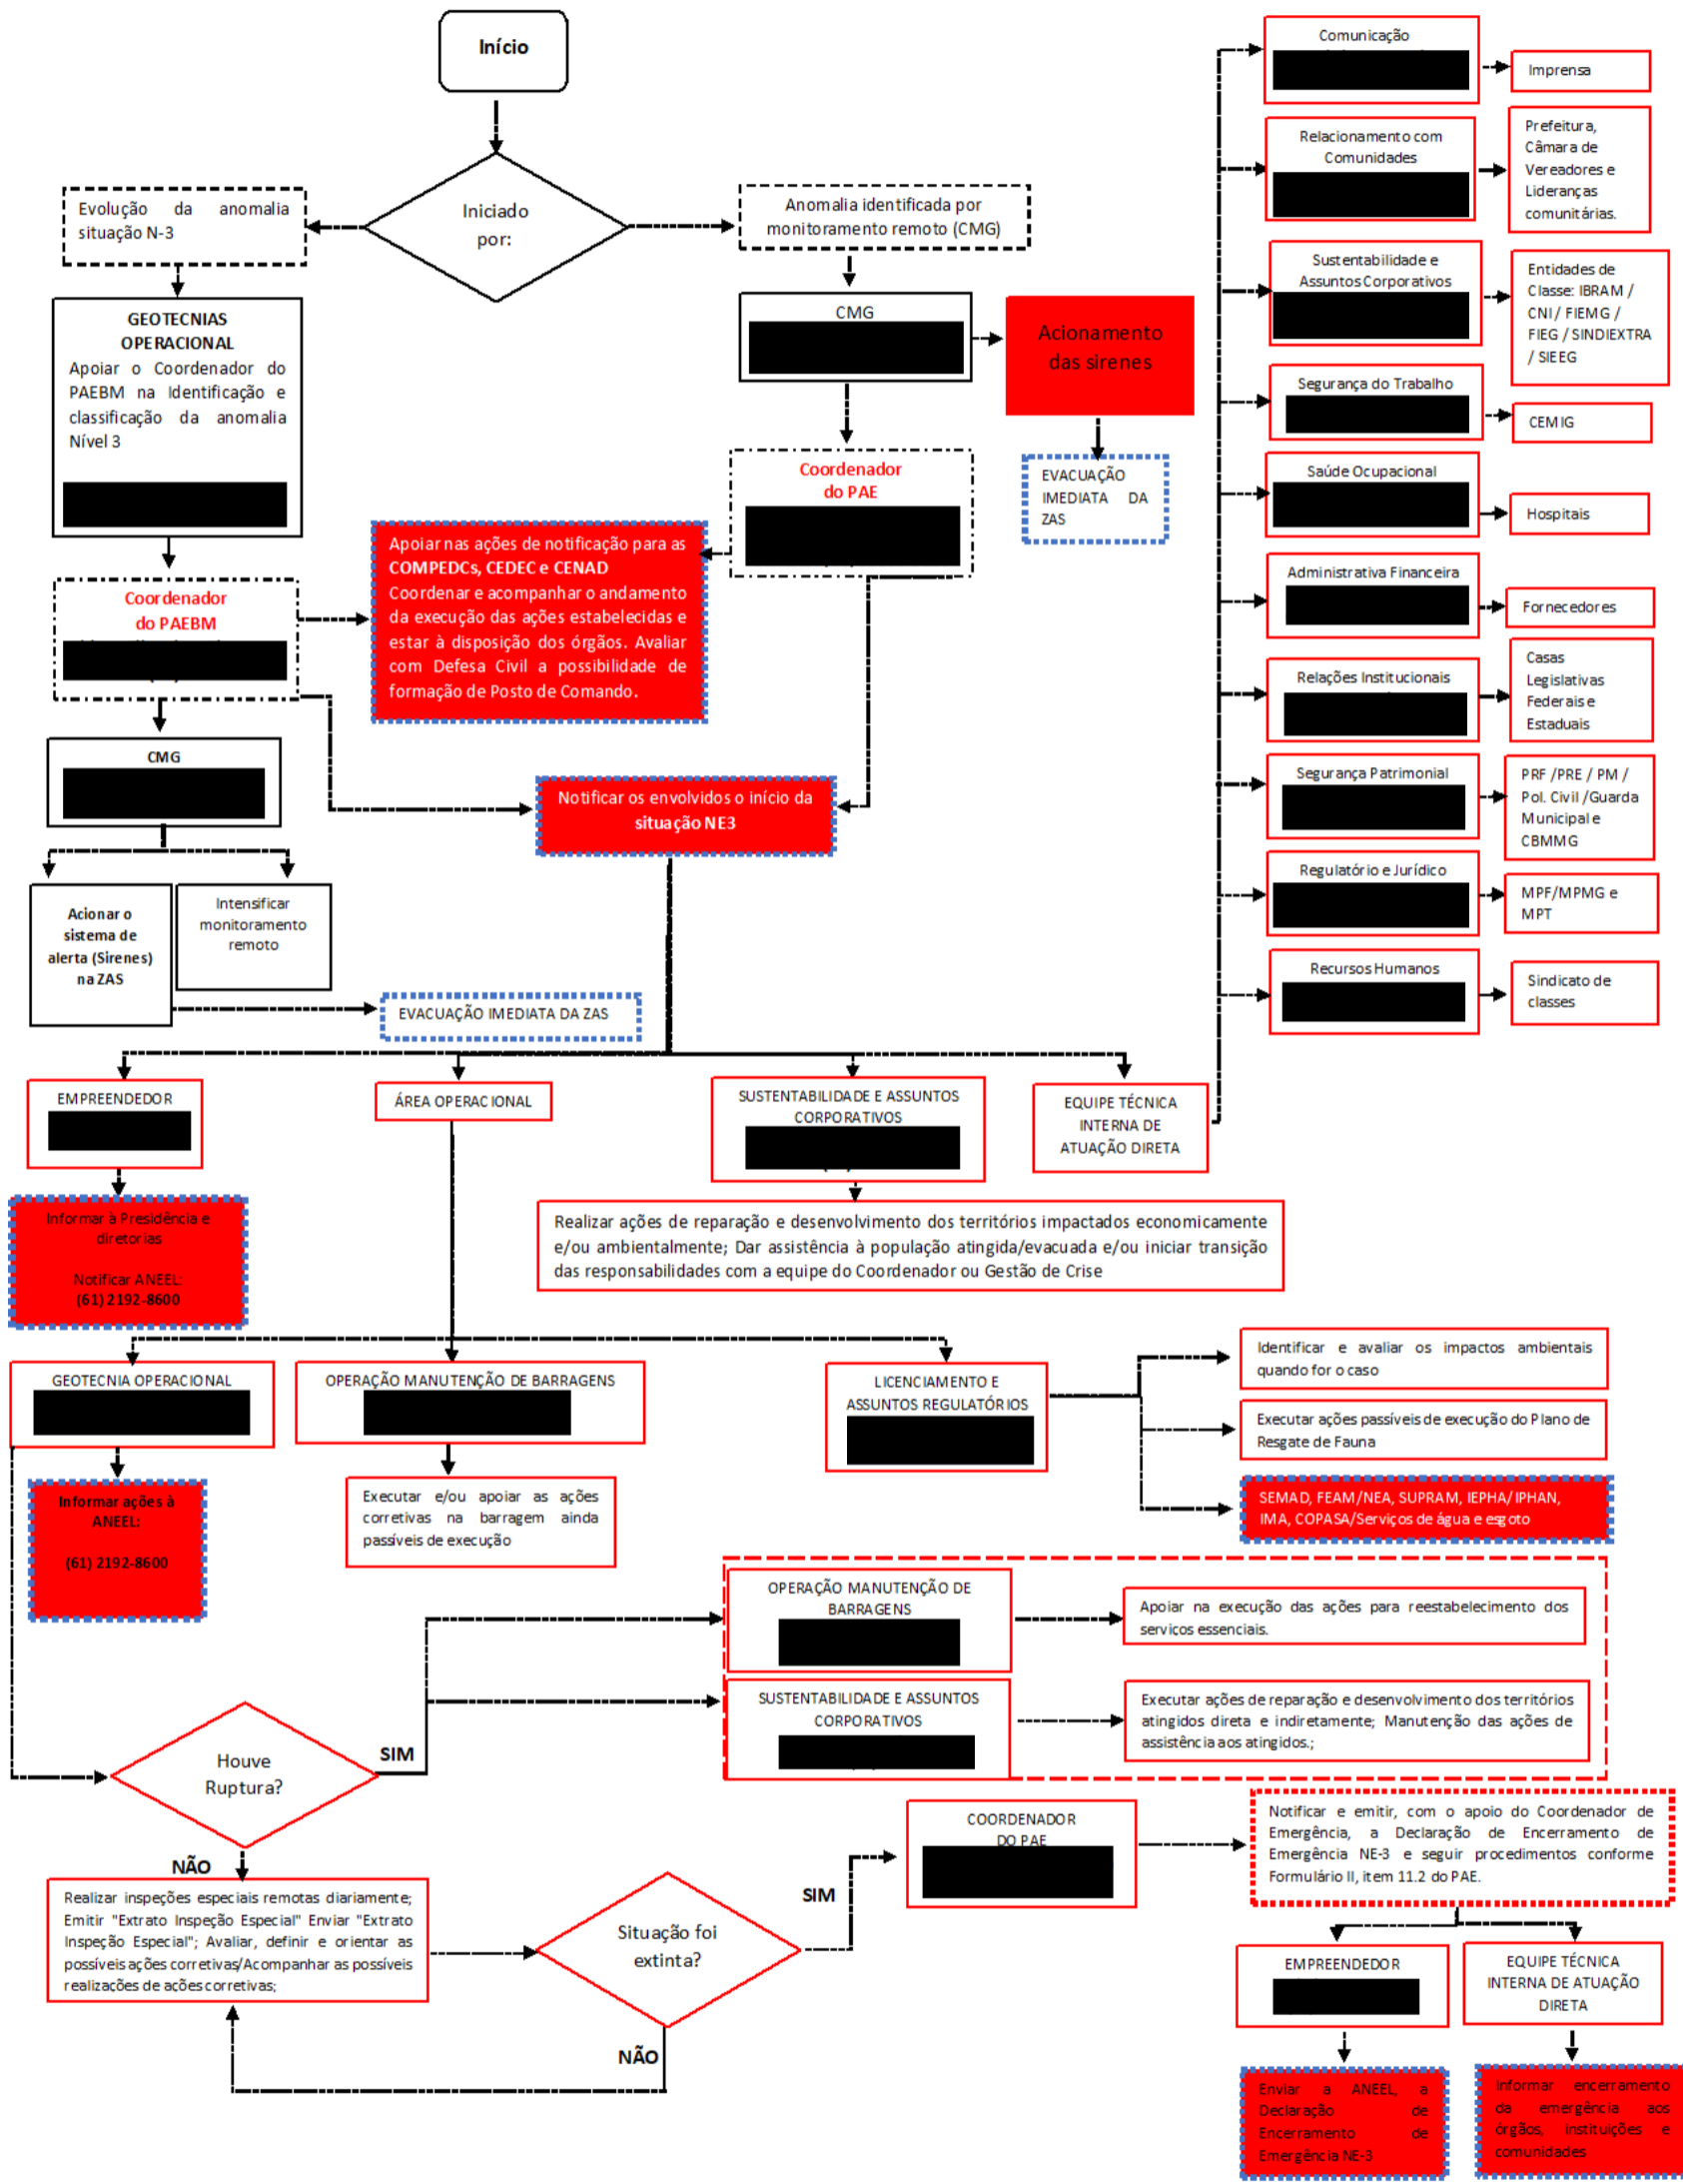 Início
Iniciado
por:
Evolução da anomalia
situação N-3
Anomalia identificada por
monitoramento remoto (CMG)
GEOTECNIAS
OPERACIONAL
Apoiar o Coordenador do
PAEBM na Identificação e
classificação da anomalia
Nível 3
CMG
Acionamento
das sirenes
EVACUAÇÃO
IMEDIATA DA
ZAS
Coordenador
do PAE
Coordenador
do PAEBM
Apoiar nas ações de notificação para as
COMPEDCs, CEDEC e CENAD
Coordenar e acompanhar o andamento
da execução das ações estabelecidas e
estar à disposição dos órgãos. Avaliar
com Defesa Civil a possibilidade de
formação de Posto de Comando.
CMG
Notificar os envolvidos o início da
situação NE3
Acionar o
sistema de
alerta (Sirenes)
na ZAS
Intensificar
monitoramento
remoto
EVACUAÇÃO IMEDIATA DA ZAS
Comunicação
Imprensa
Relacionamento com
Comunidades
Prefeitura,
Câmara de
Vereadores e
Lideranças
comunitárias.
Sustentabilidade e
Assuntos Corporativos
Entidades de
Classe: IBRAM /
CNI / FIEMG /
FIEG / SINDIEXTRA
/ SIEEG
Segurança do Trabalho
CEMIG
Saúde Ocupacional
Hospitais
Administrativa Financeira
Fornecedores
Relações Institucionais
Casas
Legislativas
Federais e
Estaduais
Segurança Patrimonial
PRF /PRE / PM /
Pol. Civil /Guarda
Municipal e
CBMMG
Regulatório e Jurídico
MPF/MPMG e
MPT
Recursos Humanos
Sindicato de
classes
EMPREENDEDOR
ÁREA OPERACIONAL
SUSTENTABILIDADE E ASSUNTOS
CORPORATIVOS
EQUIPE TÉCNICA
INTERNA DE
ATUAÇÃO DIRETA
Informar à Presidência e
diretorias
Notificar ANEEL:
(61) 2192-8600
Realizar ações de reparação e desenvolvimento dos territórios impactados economicamente
e/ou ambientalmente; Dar assistência à população atingida/evacuada e/ou iniciar transição
das responsabilidades com a equipe do Coordenador ou Gestão de Crise
GEOTECNIA OPERACIONAL
OPERAÇÃO MANUTENÇÃO DE BARRAGENS
LICENCIAMENTO E
ASSUNTOS REGULATÓRIOS
Identificar e avaliar os impactos ambientais
quando for o caso
Executar ações passíveis de execução do Plano de
Resgate de Fauna
SEMAD, FEAM/NEA, SUPRAM, IEPHA/IPHAN,
IMA, COPASA/Serviços de água e esgoto
Informar ações à
ANEEL:
(61) 2192-8600
Executar e/ou apoiar as ações
corretivas na barragem ainda
passíveis de execução
OPERAÇÃO MANUTENÇÃO DE
BARRAGENS
Apoiar na execução das ações para reestabelecimento dos
serviços essenciais.
SUSTENTABILIDADE E ASSUNTOS
CORPORATIVOS
Executar ações de reparação e desenvolvimento dos territórios
atingidos direta e indiretamente; Manutenção das ações de
assistência aos atingidos.;
Houve
Ruptura?
SIM
NÃO
Realizar inspeções especiais remotas diariamente;
Emitir "Extrato Inspeção Especial" Enviar "Extrato
Inspeção Especial"; Avaliar, definir e orientar as
possíveis ações corretivas/Acompanhar as possíveis
realizações de ações corretivas;
Situação foi
extinta?
SIM
NÃO
COORDENADOR
DO PAE
Notificar e emitir, com o apoio do Coordenador de
Emergência, a Declaração de Encerramento de
Emergência NE-3 e seguir procedimentos conforme
Formulário II, item 11.2 do PAE.
EMPREENDEDOR
EQUIPE TÉCNICA
INTERNA DE ATUAÇÃO
DIRETA
Enviar a ANEEL, a
Declaração de
Encerramento de
Emergência NE-3
Informar encerramento
da emergência aos
órgãos, instituições e
comunidades